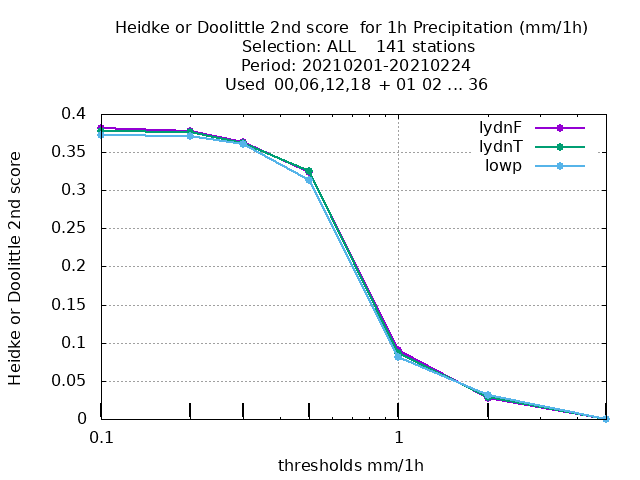 Heidke or Doolittle 2nd score  for 1h Precipitation (mm/1h)
Selection: ALL    141 stations
Period: 20210201-20210224
Used  00,06,12,18  + 01 02 ... 36
lydnF
lydnT
lowp
Heidke or Doolittle 2nd score
0.4
0.35
0.3
0.25
0.2
0.15
0.1
0.05
0
0.1
1
thresholds mm/1h